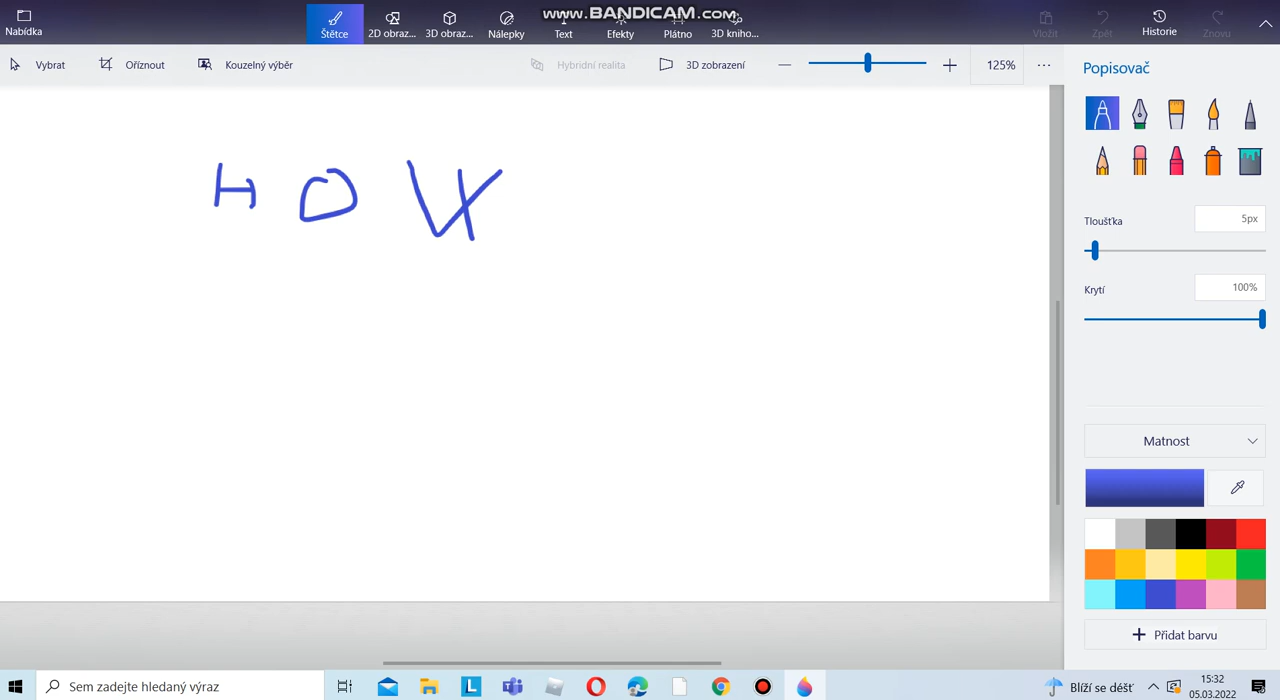 www.BANDICAM.com
Nabídka
Štětce
2D obraz...
3D obraz...
Nálepky
Text
Efekty
Plátno
3D kniho...
Vložit
Zpět
Historie
Znovu
Vybrat
Oříznout
Kouzelný výběr
Hybridní realita
3D zobrazení
125%
Popisovač
HOW
Tloušťka
5px
Krytí
100%
Matnost
Přidat barvu
Sem zadejte hledaný výraz
Blíží se déšť
15:32
05.03.2022